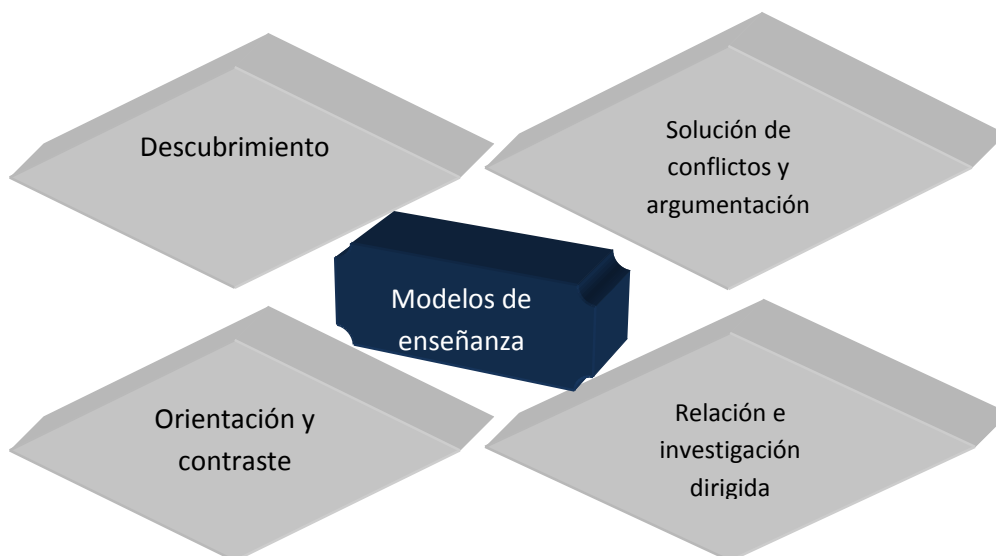 Descubrimiento
Solución de
conflictos y
argumentación
Modelos de
enseñanza
Orientación y
contraste
Relación e
investigación
dirigida